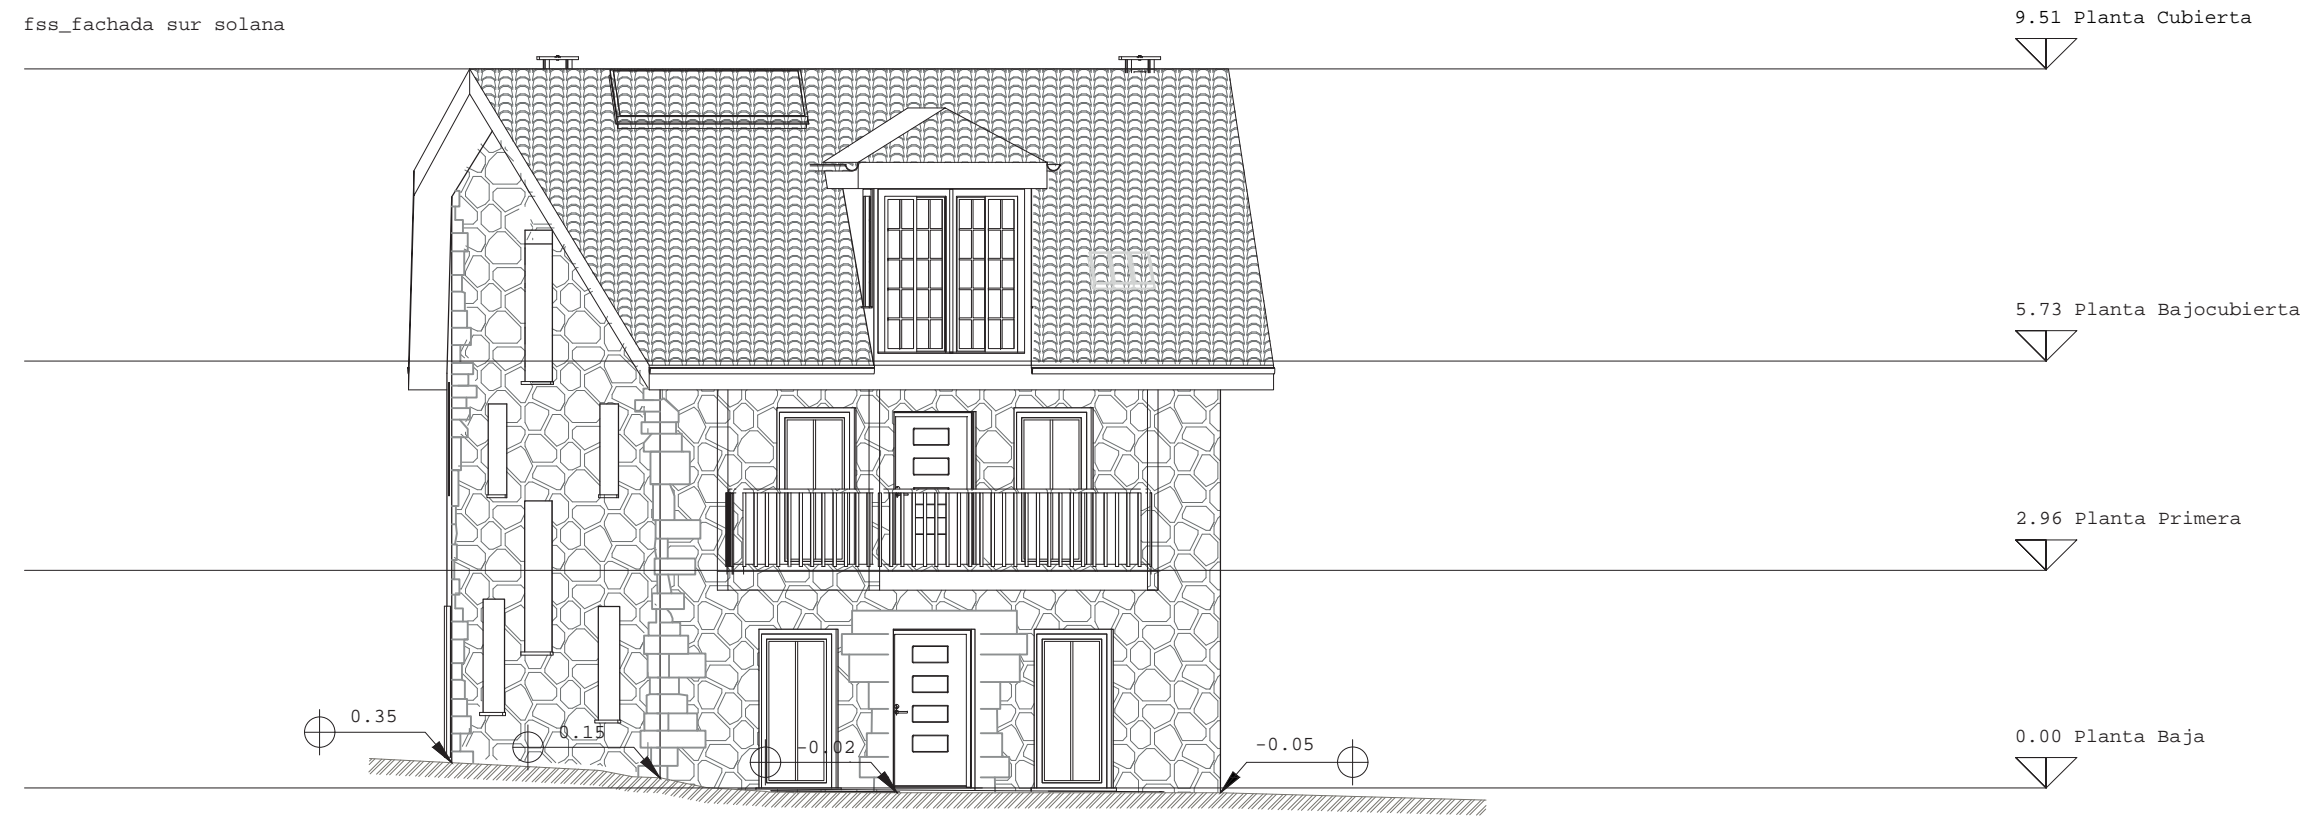 fss_fachada sur solana
9.51 Planta Cubierta
5.73 Planta Bajocubierta
2.96 Planta Primera
0.35
0.15
-0.02
-0.05
0.00 Planta Baja